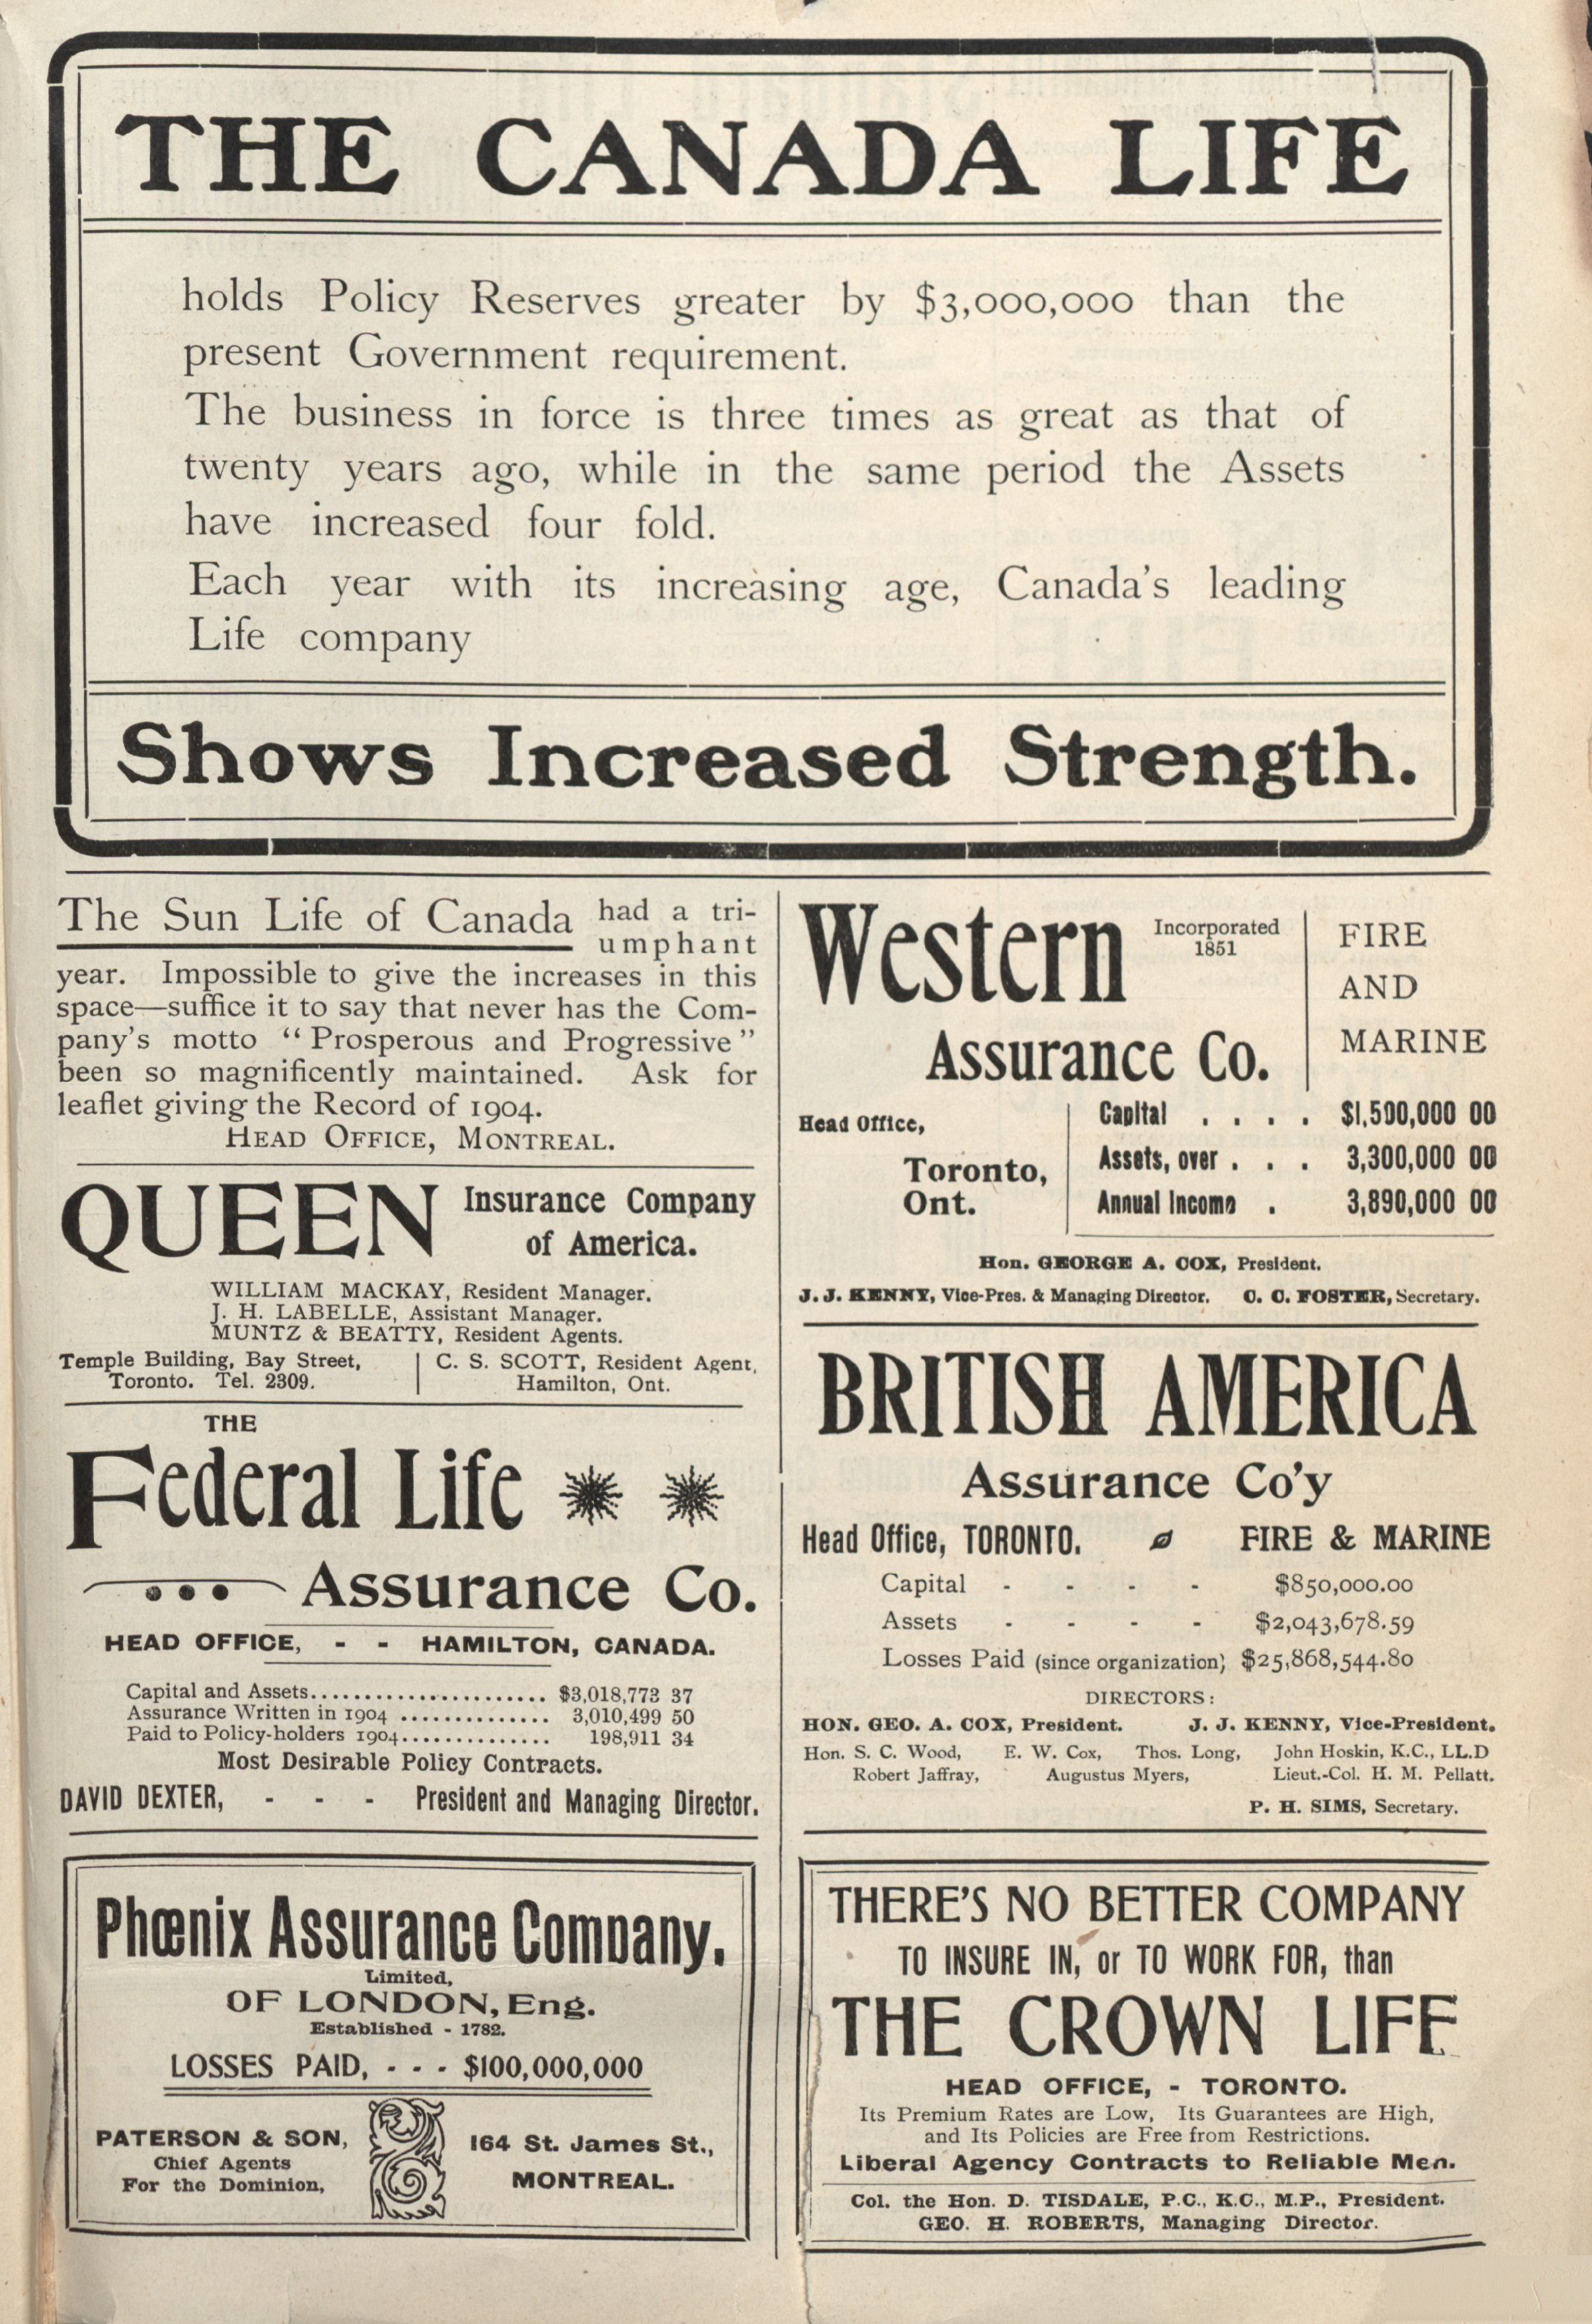 THE CANADA LIFE
holds Policy Reserves greater by $3,000,000 than the
present Government requirement.
The business in force is three times as great as that of
twenty years ago, while in the same period the Assets
have increased four fold.
Each year with its increasing age, Canada's leading
Life company
Shows Increased Strength.
The Sun Life of Canada had a tri-
umphant
year. Impossible to give the increases in this
space—suffice it to say that never has the Com-
pany's motto "Prosperous and Progressive"
been so magnificently maintained. Ask for
leaflet giving the Record of 1904.
HEAD OFFICE, MONTREAL.
QUEEN Insurance Company
of America.
WILLIAM MACKAY, Resident Manager.
J. H. LABELLE, Assistant Manager.
MUNTZ & BEATTY, Resident Agents.
Temple Building, Bay Street,
Toronto. Tel. 2309.
C. S. SCOTT, Resident Agent,
Hamilton, Ont.
THE
Federal Life
Assurance Co.
HEAD OFFICE, - - HAMILTON, CANADA.
Capital and Assets...................... $3,018,773 37
Assurance Written in 1904 .............. 3,010,499 50
Paid to Policy-holders 1904.............. 198,911 34
Most Desirable Policy Contracts.
DAVID DEXTER, - - - President and Managing Director.
Phœnix Assurance Company.
Limited,
OF LONDON, Eng.
Established - 1782.
LOSSES PAID, - - - $100,000,000
PATERSON & SON,
Chief Agents
For the Dominion,
164 St. James St.,
MONTREAL.
Western
Incorporated
1851
Assurance Co.
FIRE
AND
MARINE
Head Office,
Toronto,
Ont.
Capital . . . . $1,500,000 00
Assets, over . . . 3,300,000 00
Annual Income . 3,890,000 00
Hon. GEORGE A. COX, President.
J. J. KENNY, Vice-Pres. & Managing Director. C. C. FOSTER, Secretary.
BRITISH AMERICA
Assurance Co'y
Head Office, TORONTO. FIRE & MARINE
Capital - - - - $850,000.00
Assets - - - - $2,043,678.59
Losses Paid (since organization) $25,868,544.80
DIRECTORS:
HON. GEO. A. COX, President. J. J. KENNY, Vice-President.
Hon. S. C. Wood, E. W. Cox, Thos. Long, John Hoskin, K.C., LL.D
Robert Jaffray, Augustus Myers, Lieut.-Col. H. M. Pellatt.
P. H. SIMS, Secretary.
THERE'S NO BETTER COMPANY
TO INSURE IN, or TO WORK FOR, than
THE CROWN LIFE
HEAD OFFICE, - TORONTO.
Its Premium Rates are Low, Its Guarantees are High,
and Its Policies are Free from Restrictions.
Liberal Agency Contracts to Reliable Men.
Col. the Hon. D. TISDALE, P.C., K.C., M.P., President.
GEO. H. ROBERTS, Managing Director.